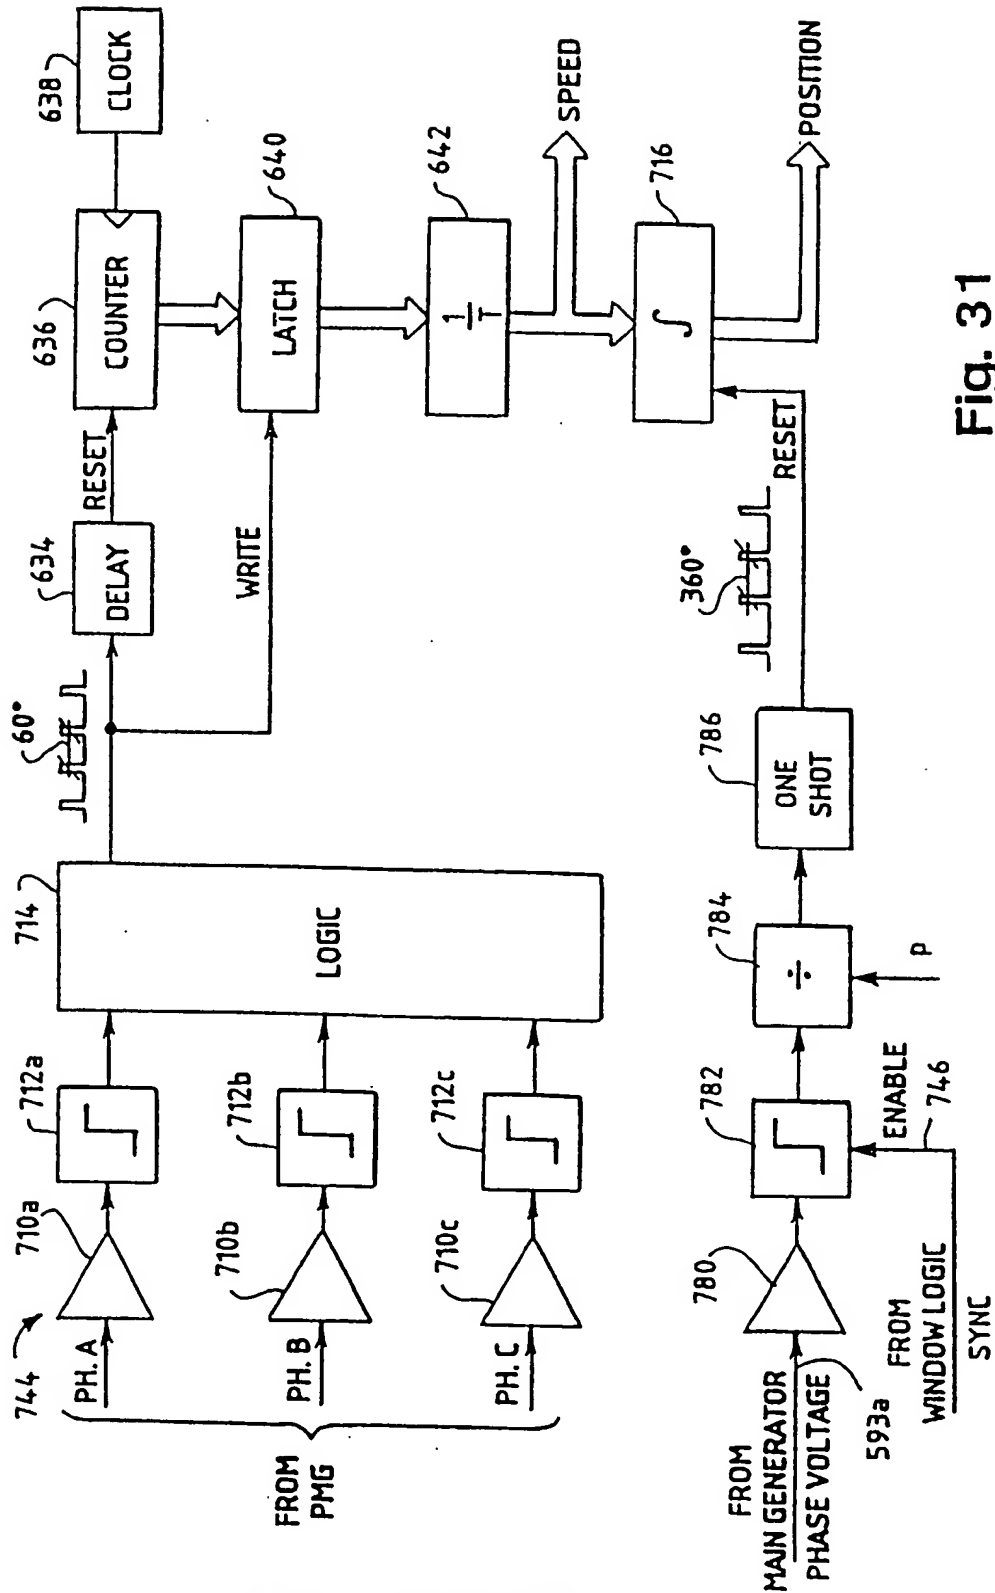 744
710a
712a
714
60°
634
636
638
PH. A
DELAY
RESET
COUNTER
CLOCK
FROM
PMG
PH. B
710b
712b
LOGIC
WRITE
LATCH
640
PH. C
710c
712c
1
T
642
SPEED
∫
716
POSITION
FROM
MAIN GENERATOR
PHASE VOLTAGE
593a
780
782
784
÷
P
786
ONE
SHOT
360°
RESET
ENABLE
746
FROM
WINDOW LOGIC
SYNC
Fig. 31